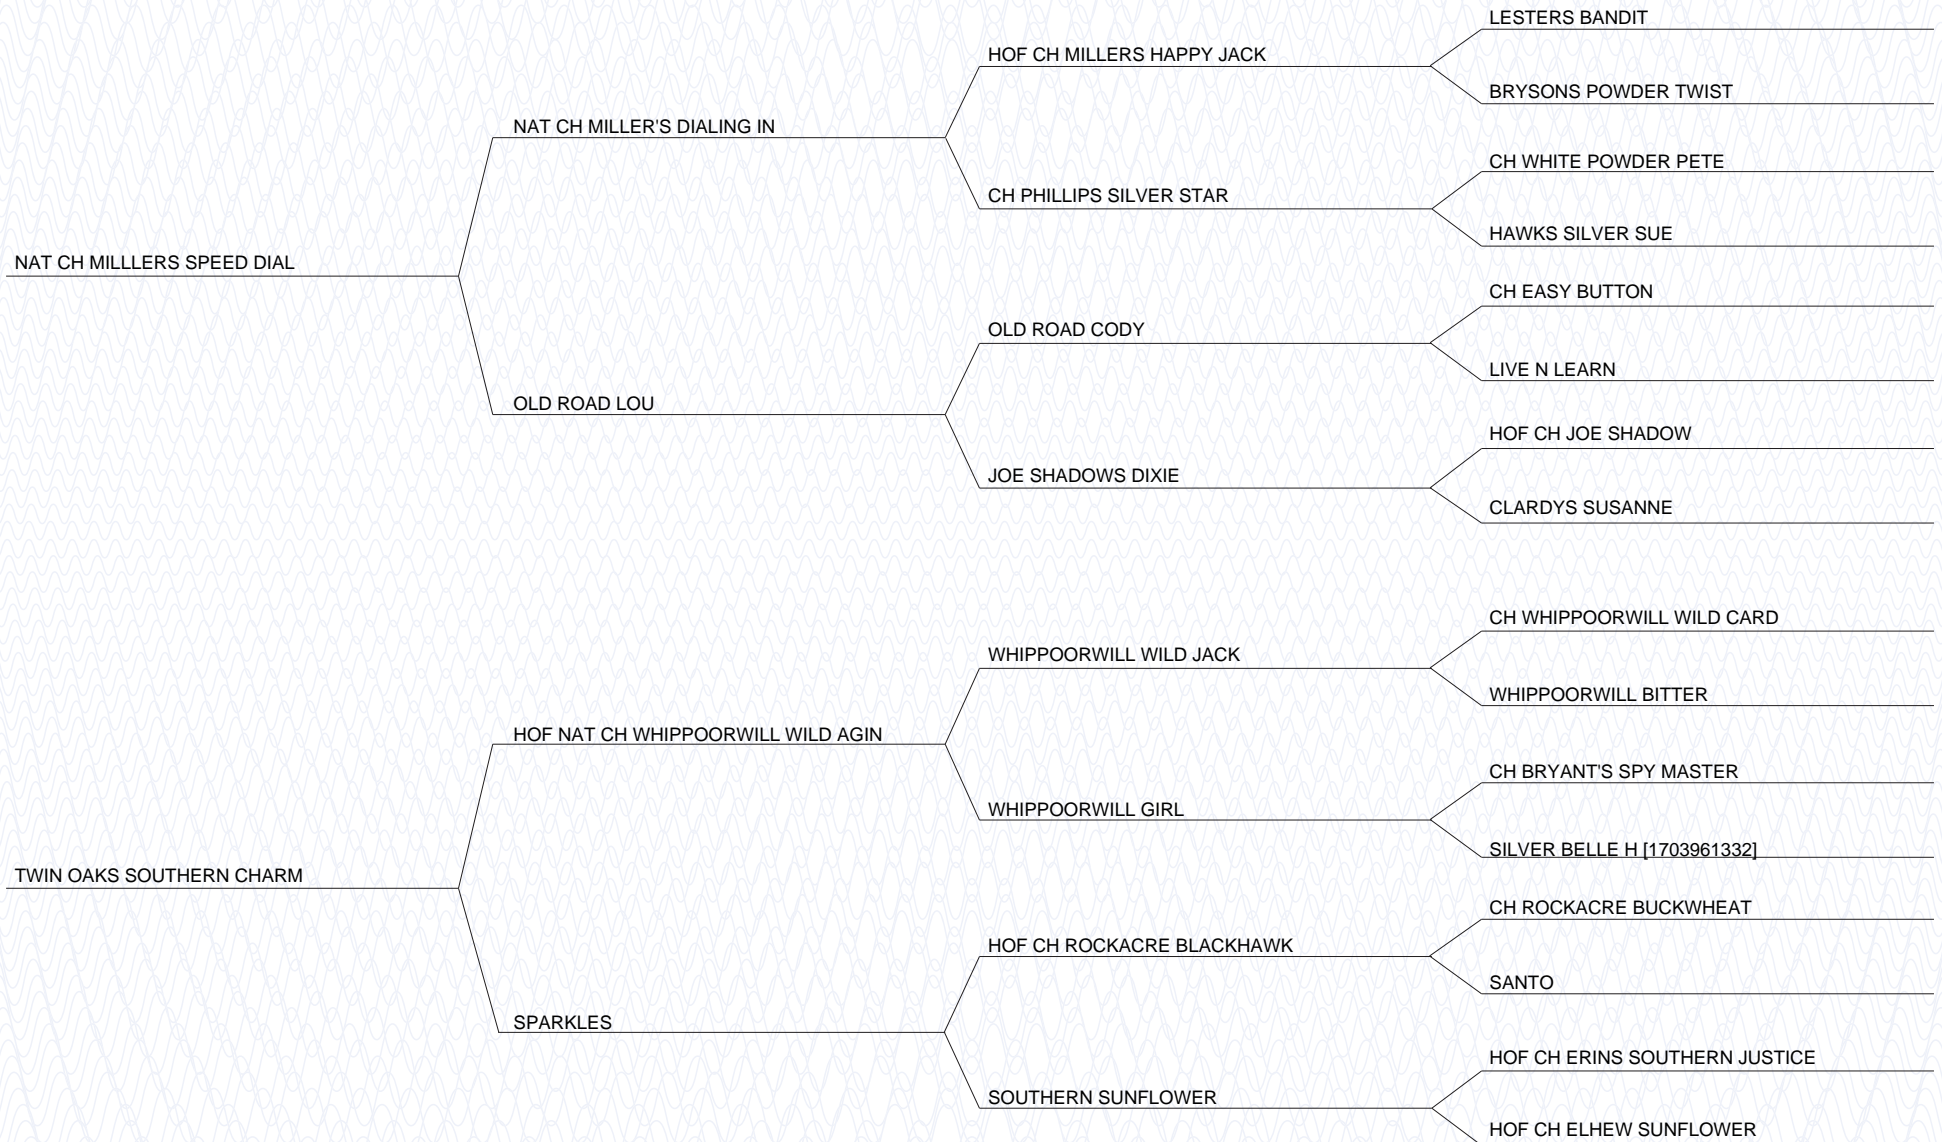 LESTERS BANDIT
HOF CH MILLERS HAPPY JACK
BRYSONS POWDER TWIST
NAT CH MILLER'S DIALING IN
CH WHITE POWDER PETE
CH PHILLIPS SILVER STAR
HAWKS SILVER SUE
NAT CH MILLLERS SPEED DIAL
CH EASY BUTTON
OLD ROAD CODY
LIVE N LEARN
OLD ROAD LOU
HOF CH JOE SHADOW
JOE SHADOWS DIXIE
CLARDYS SUSANNE
CH WHIPPOORWILL WILD CARD
WHIPPOORWILL WILD JACK
WHIPPOORWILL BITTER
HOF NAT CH WHIPPOORWILL WILD AGIN
CH BRYANT'S SPY MASTER
WHIPPOORWILL GIRL
SILVER BELLE H [1703961332]
TWIN OAKS SOUTHERN CHARM
CH ROCKACRE BUCKWHEAT
HOF CH ROCKACRE BLACKHAWK
SANTO
SPARKLES
HOF CH ERINS SOUTHERN JUSTICE
SOUTHERN SUNFLOWER
HOF CH ELHEW SUNFLOWER